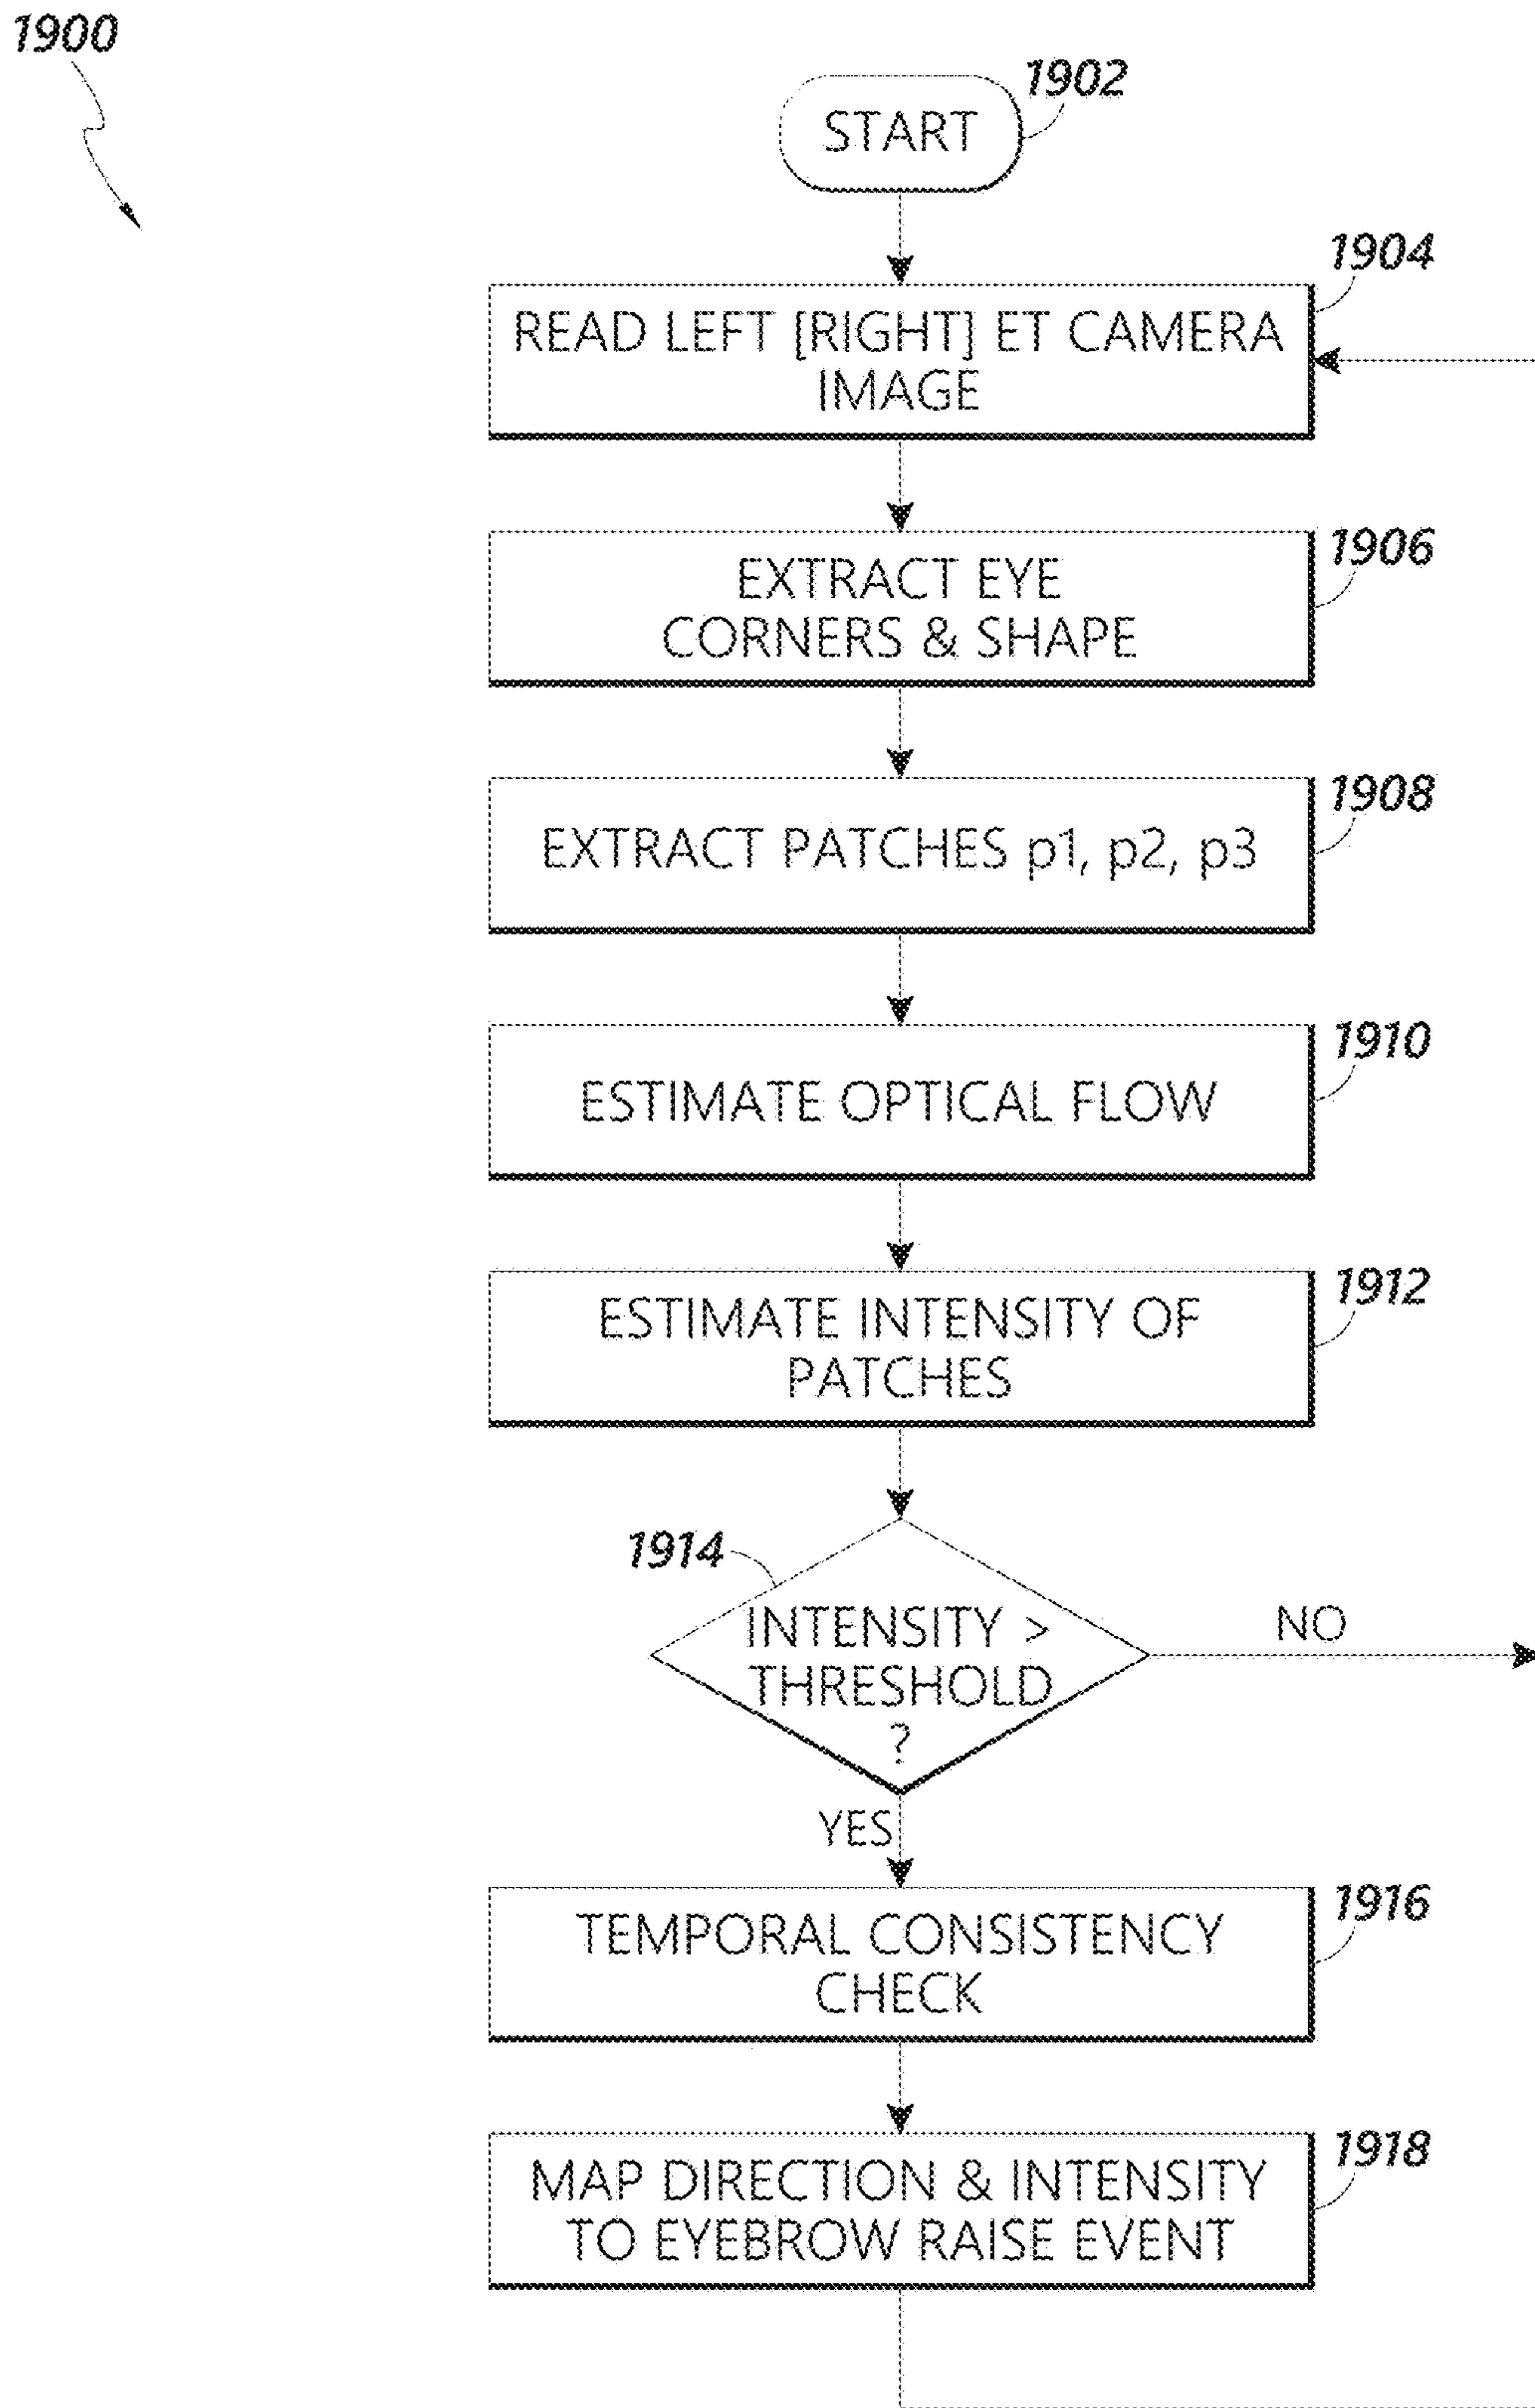 1900
1902
START
1904
READ LEFT [RIGHT] ET CAMERA
IMAGE
1906
EXTRACT EYE
CORNERS & SHAPE
1908
EXTRACT PATCHES p1, p2, p3
1910
ESTIMATE OPTICAL FLOW
1912
ESTIMATE INTENSITY OF
PATCHES
1914
INTENSITY >
THRESHOLD
?
NO
YES
1916
TEMPORAL CONSISTENCY
CHECK
1918
MAP DIRECTION & INTENSITY
TO EYEBROW RAISE EVENT